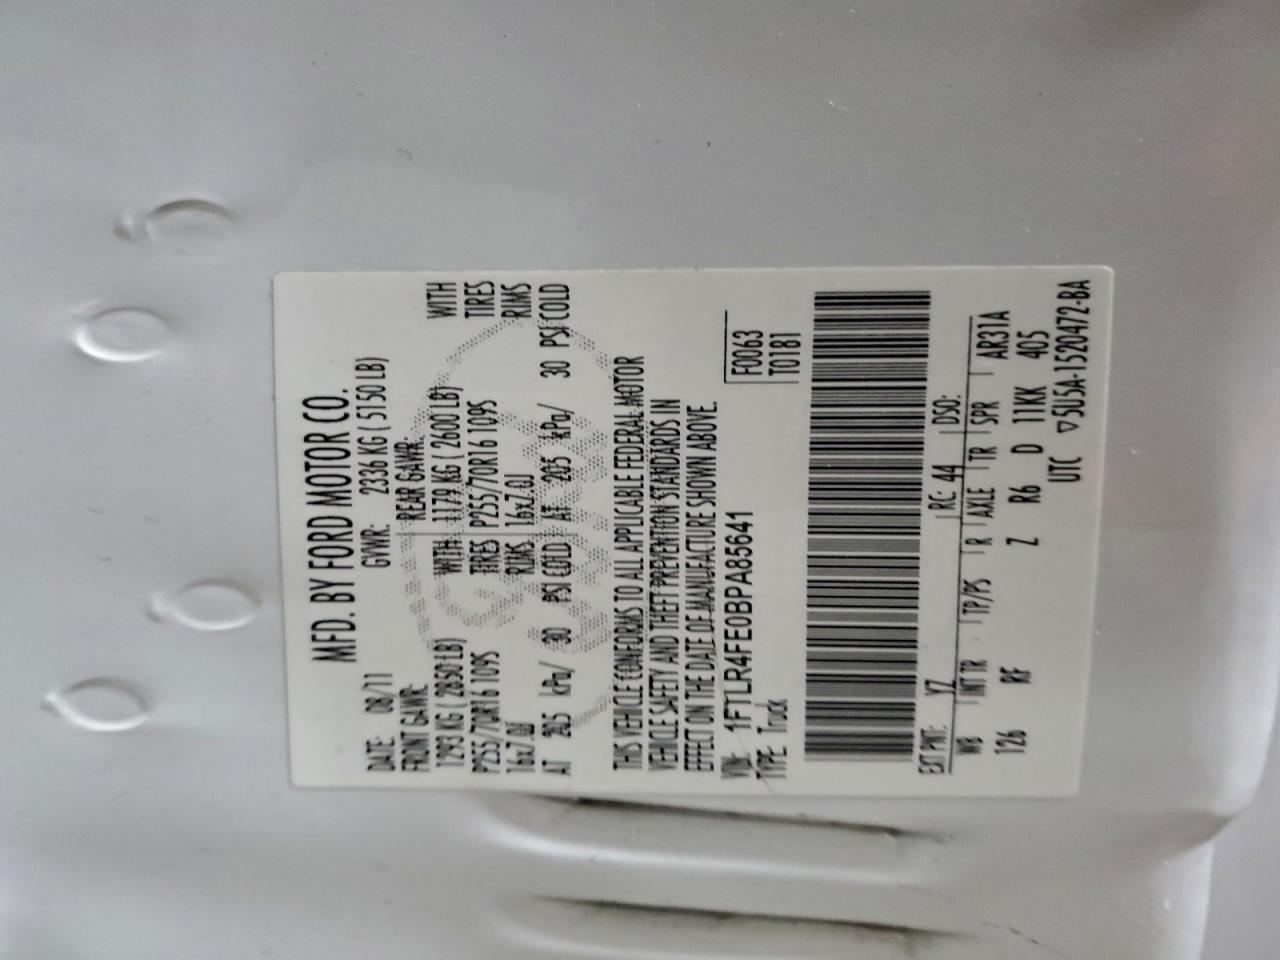 MFD. BY FORD MOTOR CO.
DATE: 08/11 GVWR: 2336 KG ( 5150 LB)
FRONT GAWR: REAR GAWR:
1293 KG ( 2850 LB) WITH 1179 KG ( 2600 LB) WITH
P255/70R16 109S TIRES P255/70R16 109S TIRES
16x7.0J RIMS 16x7.0J RIMS
AT 205 kPa/ 30 PSI COLD AT 205 kPa/ 30 PSI COLD
THIS VEHICLE CONFORMS TO ALL APPLICABLE FEDERAL MOTOR
VEHICLE SAFETY AND THEFT PREVENTION STANDARDS IN
EFFECT ON THE DATE OF MANUFACTURE SHOWN ABOVE.
VIN: 1FTLR4FE0BPA85641 F0063
TYPE: Truck T01B1
EXT PNT: YZ RC: 44 DSO:
WB INT TR TP/PS R AXLE TR SPR AR31A
126 RF Z R6 D 11KK 405
UTC ▽5U5A-1520472-BA